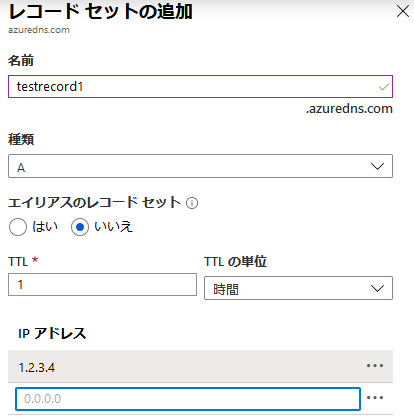 レコード セットの追加
azuredns.com
名前
testrecord1
.azuredns.com
種類
A
エイリアスのレコード セット
はい いいえ
TTL * TTL の単位
1 時間
IP アドレス
1.2.3.4
0.0.0.0